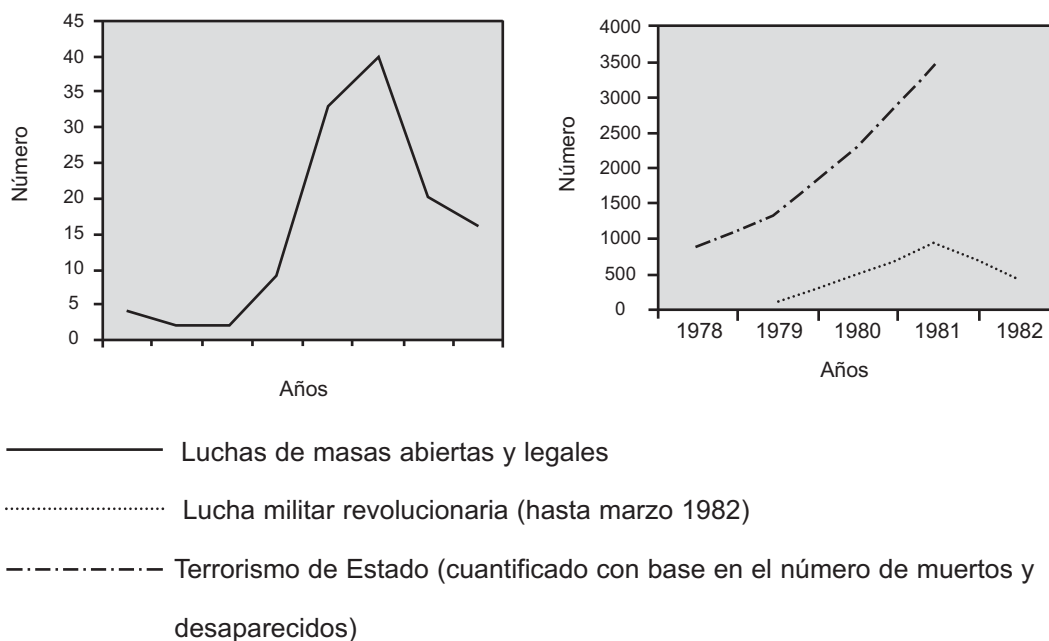 45
40
35
30
25
20
15
10
5
0
Número
Años
4000
3500
3000
2500
2000
1500
1000
500
0
Número
1978 1979 1980 1981 1982
Años
Luchas de masas abiertas y legales
Lucha militar revolucionaria (hasta marzo 1982)
Terrorismo de Estado (cuantificado con base en el número de muertos y
desaparecidos)